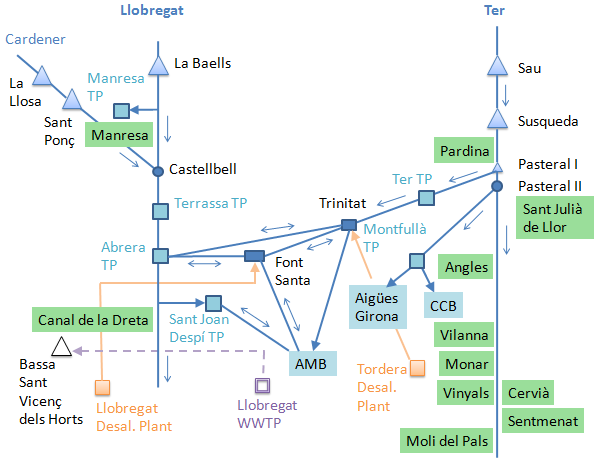 Llobregat
Ter
Cardener
La Baells
La
Llosa
Manresa
TP
Sau
Sant
Ponç
Manresa
Susqueda
Pardina
Pasteral I
Castellbell
Ter TP
Pasteral II
Terrassa TP
Trinitat
Sant Julià
de Llor
Montfullà
TP
Abrera
TP
Font
Santa
Angles
Aigües
Girona
CCB
Canal de la Dreta
Sant Joan
Despí TP
Vilanna
Bassa
Sant
Vicenç
dels Horts
AMB
Tordera
Desal.
Plant
Monar
Llobregat
Desal. Plant
Llobregat
WWTP
Vinyals
Cervià
Sentmenat
Moli del Pals